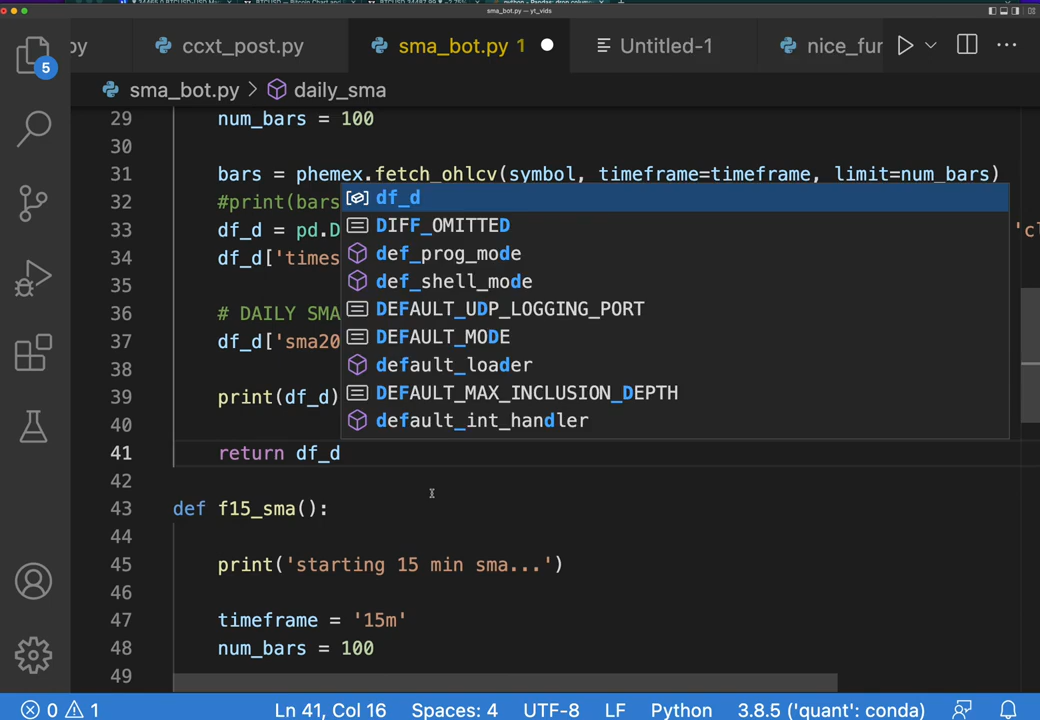 sma_bot.py — yt_vids
py
ccxt_post.py
sma_bot.py 1
Untitled-1
nice_fur
5
sma_bot.py > daily_sma
29 num_bars = 100
30
31 bars = phemex.fetch_ohlcv(symbol, timeframe=timeframe, limit=num_bars)
32 #print(bars
33 df_d = pd.D 'cl
34 df_d['times
35
36 # DAILY SMA
37 df_d['sma20
38
39 print(df_d)
40
41 return df_d
42
43 def f15_sma():
44
45 print('starting 15 min sma...')
46
47 timeframe = '15m'
48 num_bars = 100
49
df_d
DIFF_OMITTED
def_prog_mode
def_shell_mode
DEFAULT_UDP_LOGGING_PORT
DEFAULT_MODE
default_loader
DEFAULT_MAX_INCLUSION_DEPTH
default_int_handler
0 1 Ln 41, Col 16 Spaces: 4 UTF-8 LF Python 3.8.5 ('quant': conda)